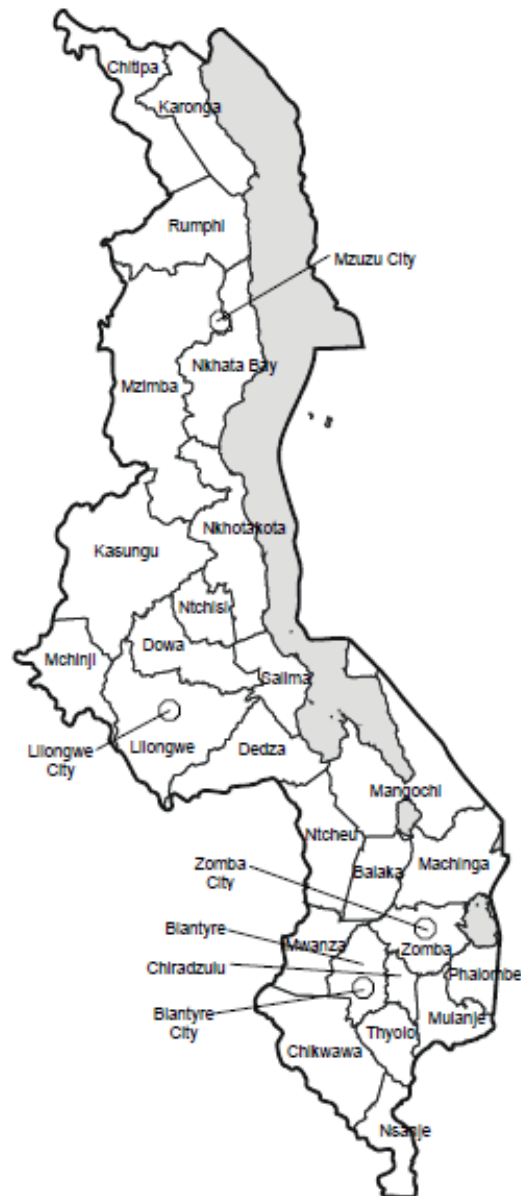 Chitipa
Karonga
Rumphi
Mzuzu City
Nkhata Bay
Mzimba
Nkhotakota
Kasungu
Ntchisi
Dowa
Mchinji
Salima
Lilongwe
City
Lilongwe
Dedza
Mangochi
Ntcheu
Balaka
Machinga
Zomba
City
Blantyre
Mwanza
Zomba
Chiradzulu
Phalombe
Blantyre
City
Mulanje
Thyolo
Chikwawa
Nsanje